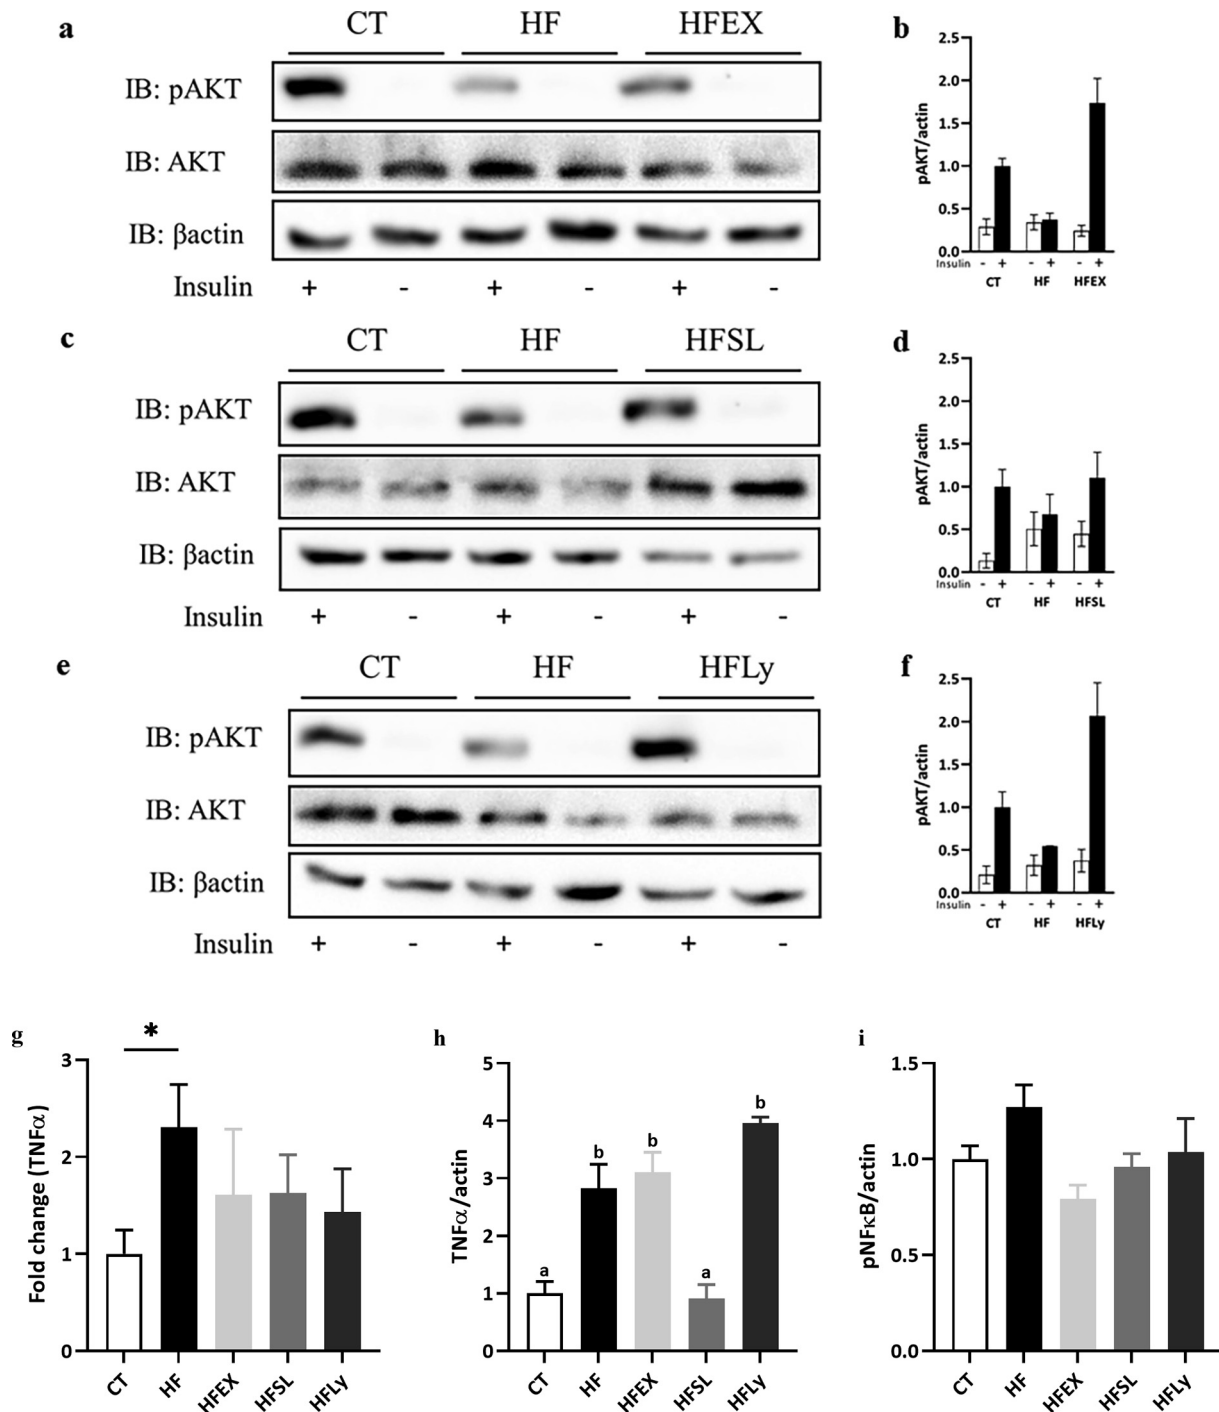 a
CT HF HFEX
IB: pAKT
IB: AKT
IB: βactin
Insulin + - + - + -
b
pAKT/actin
2.5
2.0
1.5
1.0
0.5
0.0
Insulin - + - + - +
CT HF HFEX
c
CT HF HFSL
IB: pAKT
IB: AKT
IB: βactin
Insulin + - + - + -
d
pAKT/actin
2.5
2.0
1.5
1.0
0.5
0.0
Insulin - + - + - +
CT HF HFSL
e
CT HF HFLy
IB: pAKT
IB: AKT
IB: βactin
Insulin + - + - + -
f
pAKT/actin
2.5
2.0
1.5
1.0
0.5
0.0
Insulin - + - + - +
CT HF HFLy
g
*
Fold change (TNFα)
3
2
1
0
CT HF HFEX HFSL HFLy
h
TNFα/actin
5
4
3
2
1
0
a b b a b
CT HF HFEX HFSL HFLy
i
pNFκB/actin
1.5
1.0
0.5
0.0
CT HF HFEX HFSL HFLy